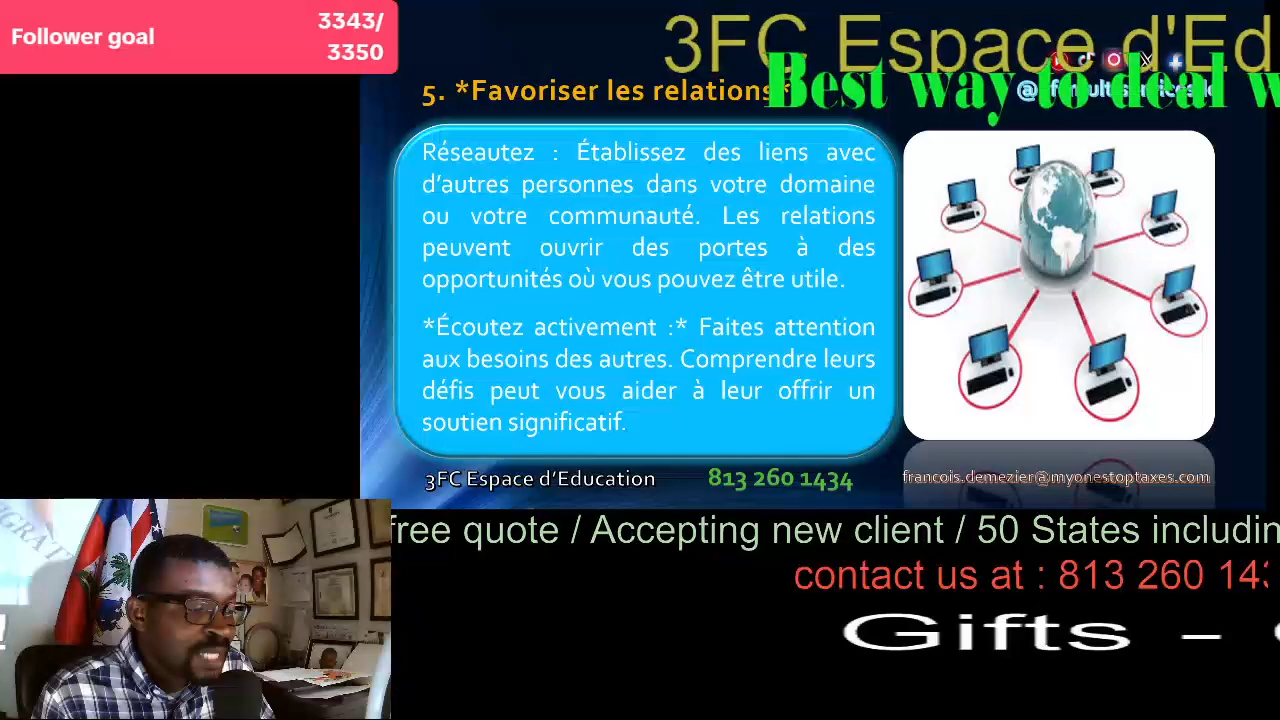 Follower goal
3343/
3350
3FC Espace d'Ed
Best way to deal w
5. *Favoriser les relations
Réseautez : Établissez des liens avec
d'autres personnes dans votre domaine
ou votre communauté. Les relations
peuvent ouvrir des portes à des
opportunités où vous pouvez être utile.
*Écoutez activement :* Faites attention
aux besoins des autres. Comprendre leurs
défis peut vous aider à leur offrir un
soutien significatif.
3FC Espace d'Education
813 260 1434
francois.demezier@myonestoptaxes.com
free quote / Accepting new client / 50 States includin
contact us at : 813 260 143
Gifts -